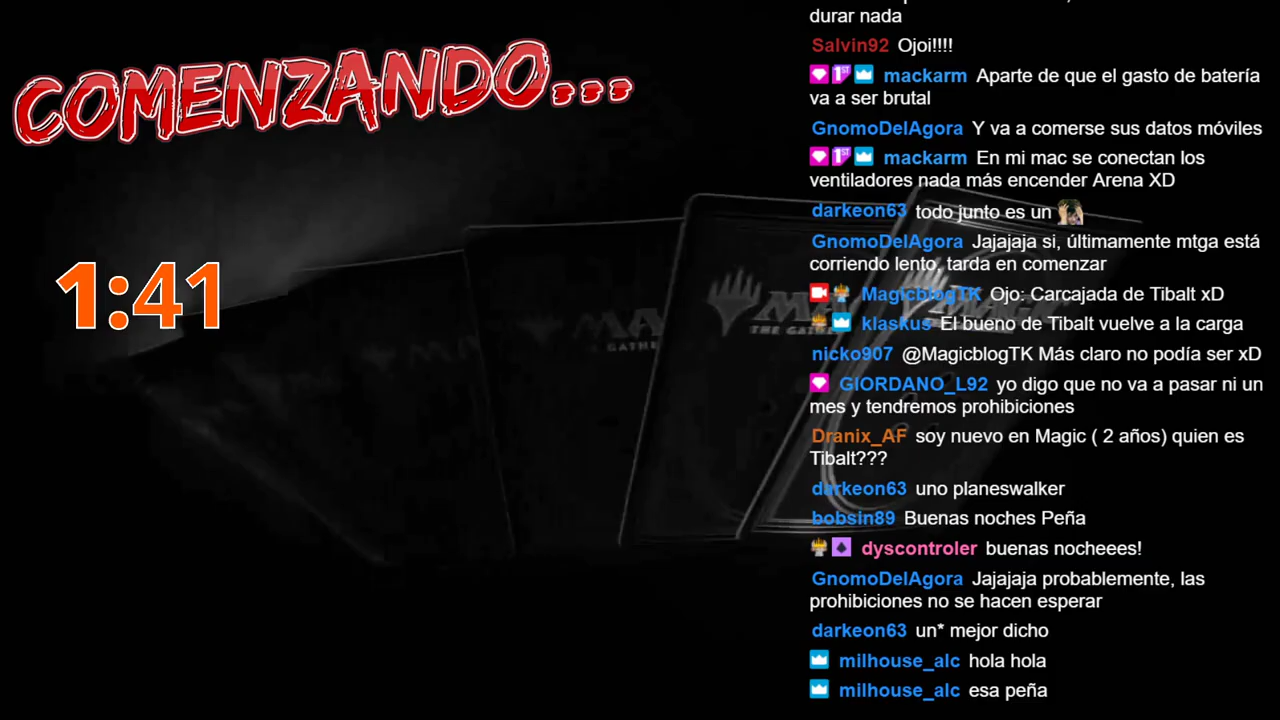 COMENZANDO...
1:41
durar nada
Salvin92 Ojoi!!!!
mackarm Aparte de que el gasto de batería
va a ser brutal
GnomoDelAgora Y va a comerse sus datos móviles
mackarm En mi mac se conectan los
ventiladores nada más encender Arena XD
darkeon63 todo junto es un
GnomoDelAgora Jajajaja si, últimamente mtga está
corriendo lento, tarda en comenzar
MagicblogTK Ojo: Carcajada de Tibalt xD
klaskus El bueno de Tibalt vuelve a la carga
nicko907 @MagicblogTK Más claro no podía ser xD
GIORDANO_L92 yo digo que no va a pasar ni un
mes y tendremos prohibiciones
Dranix_AF soy nuevo en Magic ( 2 años) quien es
Tibalt???
darkeon63 uno planeswalker
bobsin89 Buenas noches Peña
dyscontroler buenas nocheees!
GnomoDelAgora Jajajaja probablemente, las
prohibiciones no se hacen esperar
darkeon63 un* mejor dicho
milhouse_alc hola hola
milhouse_alc esa peña